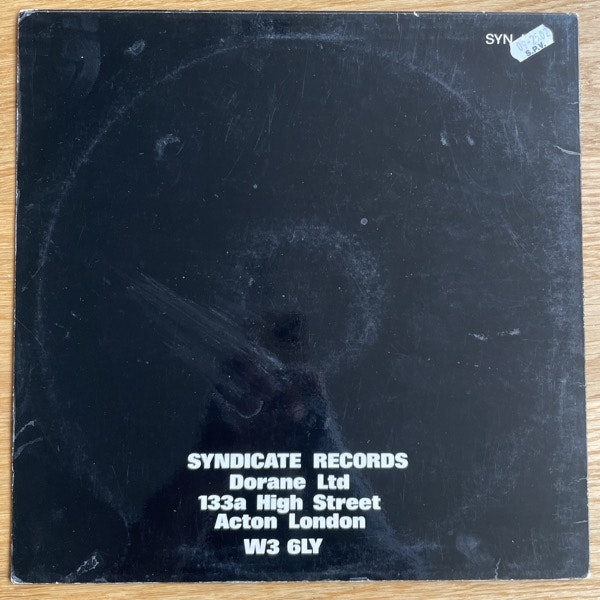 SYN
S.P.V.
SYNDICATE RECORDS
Dorane Ltd
133a High Street
Acton London
W3 6LY